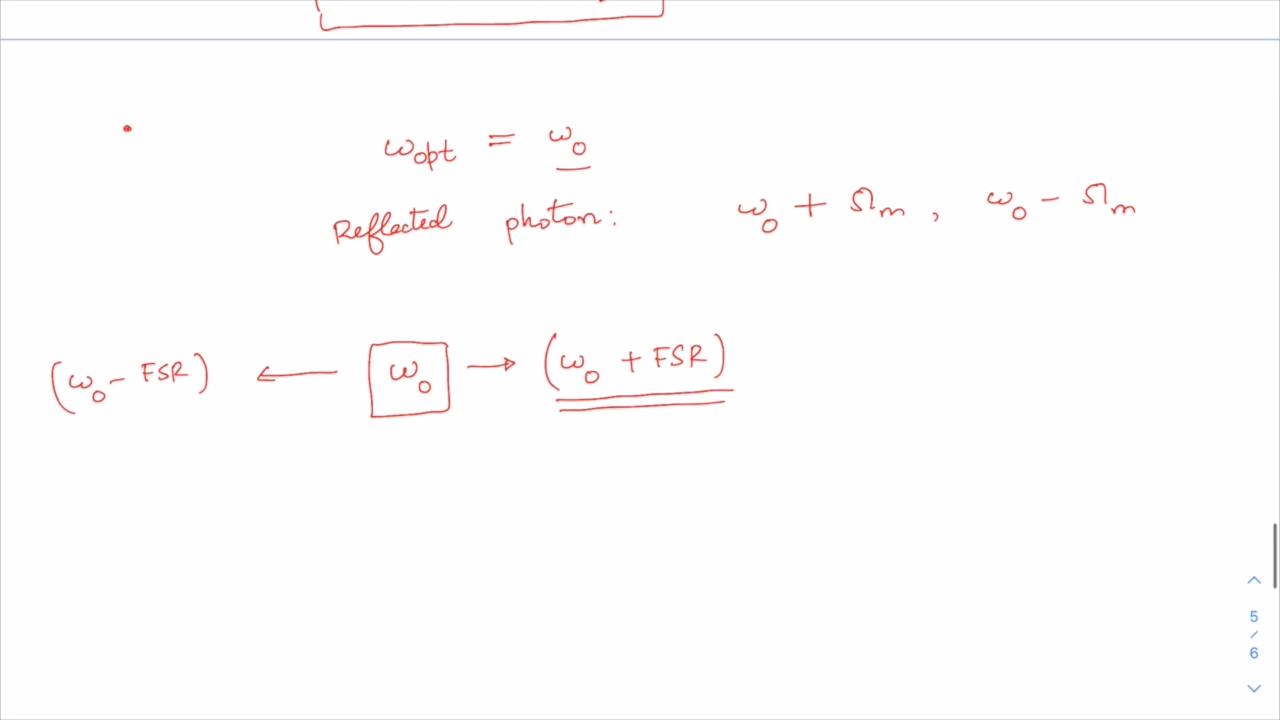 ω_opt = ω_0
Reflected photon: ω_0 + Ω_m, ω_0 - Ω_m
(ω_0 - FSR) ← ω_0 → (ω_0 + FSR)
5
/
6